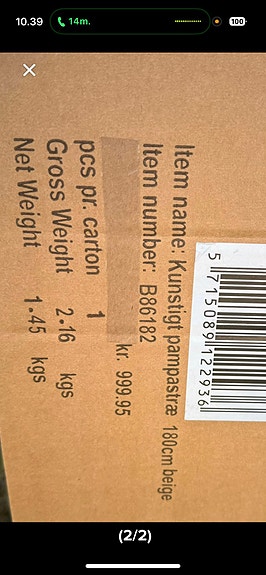 10.39
14m.
100
Item name: Kunstigt pampastræ 180cm beige
Item number: B86182
kr. 999.95
pcs pr. carton 1
Gross Weight 2.16 kgs
Net Weight 1.45 kgs
5 715089 122936
(2/2)